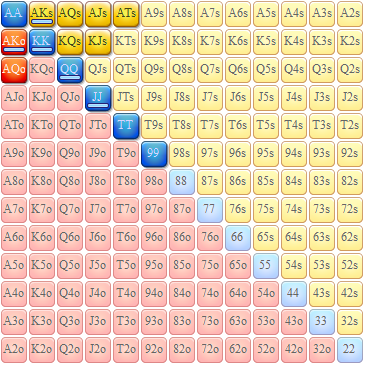 AA AKs AQs AJs ATs A9s A8s A7s A6s A5s A4s A3s A2s
AKo KK KQs KJs KTs K9s K8s K7s K6s K5s K4s K3s K2s
AQo KQo QQ QJs QTs Q9s Q8s Q7s Q6s Q5s Q4s Q3s Q2s
AJo KJo QJo JJ JTs J9s J8s J7s J6s J5s J4s J3s J2s
ATo KTo QTo JTo TT T9s T8s T7s T6s T5s T4s T3s T2s
A9o K9o Q9o J9o T9o 99 98s 97s 96s 95s 94s 93s 92s
A8o K8o Q8o J8o T8o 98o 88 87s 86s 85s 84s 83s 82s
A7o K7o Q7o J7o T7o 97o 87o 77 76s 75s 74s 73s 72s
A6o K6o Q6o J6o T6o 96o 86o 76o 66 65s 64s 63s 62s
A5o K5o Q5o J5o T5o 95o 85o 75o 65o 55 54s 53s 52s
A4o K4o Q4o J4o T4o 94o 84o 74o 64o 54o 44 43s 42s
A3o K3o Q3o J3o T3o 93o 83o 73o 63o 53o 43o 33 32s
A2o K2o Q2o J2o T2o 92o 82o 72o 62o 52o 42o 32o 22